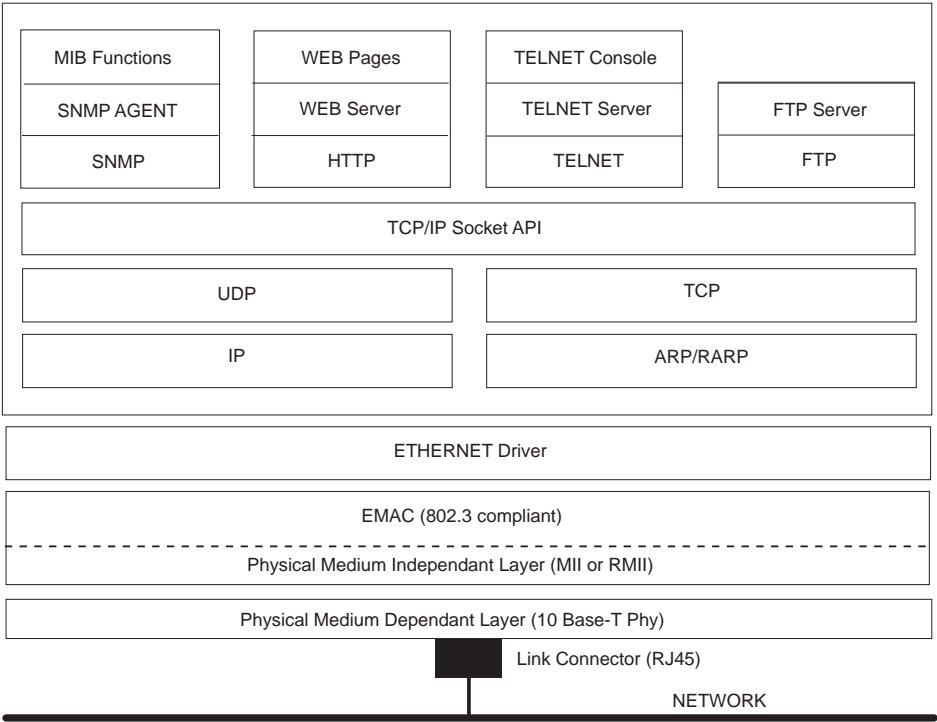 MIB Functions
WEB Pages
TELNET Console
SNMP AGENT
WEB Server
TELNET Server
FTP Server
SNMP
HTTP
TELNET
FTP
TCP/IP Socket API
UDP
TCP
IP
ARP/RARP
ETHERNET Driver
EMAC (802.3 compliant)
Physical Medium Independant Layer (MII or RMII)
Physical Medium Dependant Layer (10 Base-T Phy)
Link Connector (RJ45)
NETWORK